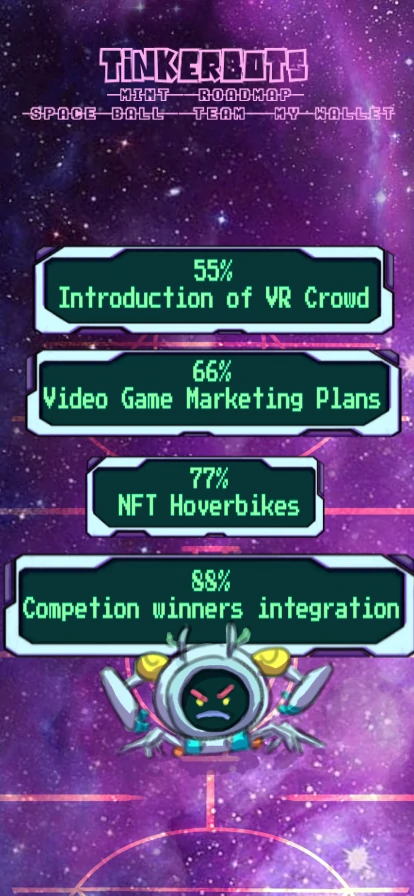 TINKERBOTS
MINT ROADMAP
SPACE BALL TEAM MY WALLET
55%
Introduction of VR Crowd
66%
Video Game Marketing Plans
77%
NFT Hoverbikes
88%
Competion winners integration